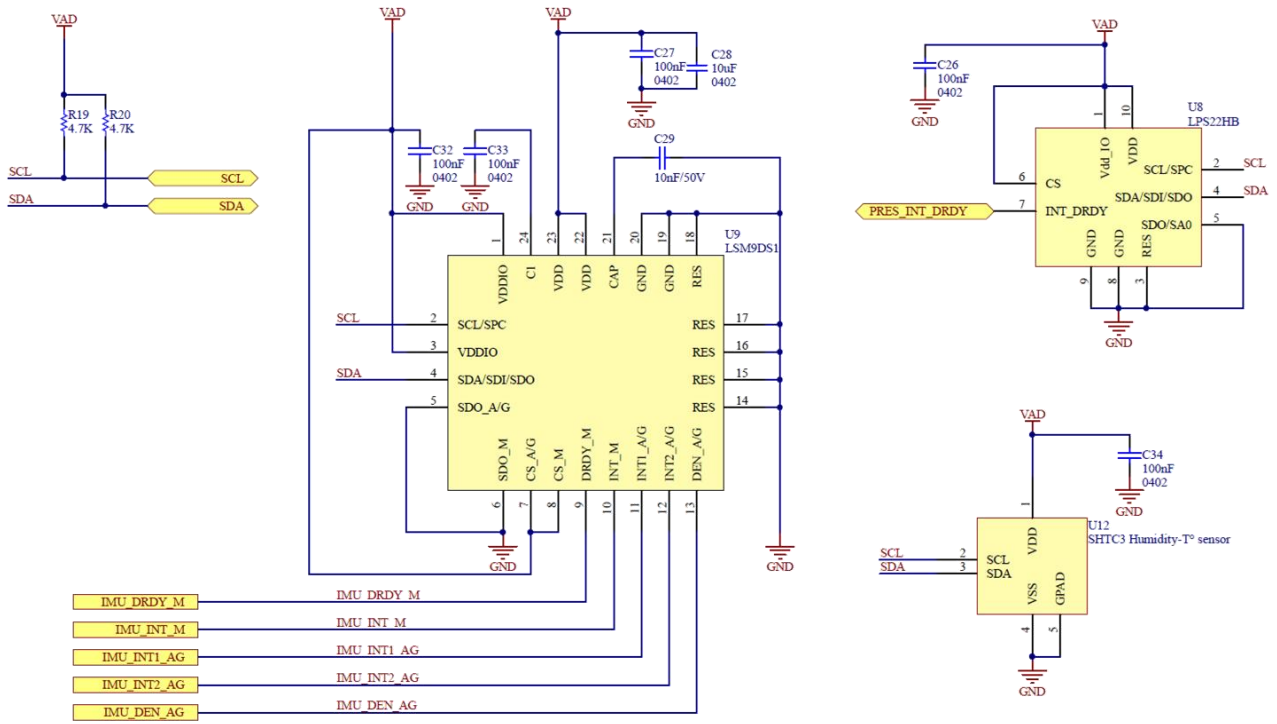 VAD
R19
4.7K
R20
4.7K
SCL
SCL
SDA
SDA
VAD
VAD
C27
100nF
0402
C28
10uF
0402
GND
C32
100nF
0402
GND
C33
100nF
0402
GND
C29
10nF/50V
U9
LSM9DS1
1
24
23
22
21
20
19
18
VDDIO
C1
VDD
VDD
CAP
GND
GND
RES
SCL
2
SCL/SPC
3
VDDIO
SDA
4
SDA/SDI/SDO
5
SDO_A/G
RES
17
RES
16
RES
15
RES
14
SDO_M
CS_A/G
CS_M
DRDY_M
INT_M
INT1_A/G
INT2_A/G
DEN_A/G
6
7
8
9
10
11
12
13
GND
GND
IMU_DRDY_M
IMU_DRDY_M
IMU_INT_M
IMU_INT_M
IMU_INT1_AG
IMU_INT1_AG
IMU_INT2_AG
IMU_INT2_AG
IMU_DEN_AG
IMU_DEN_AG
VAD
C26
100nF
0402
GND
U8
LPS22HB
1
10
Vdd_IO
VDD
6
CS
PRES_INT_DRDY
7
INT_DRDY
SCL/SPC
2
SCL
SDA/SDI/SDO
4
SDA
SDO/SA0
5
GND
GND
RES
9
8
3
GND
VAD
C34
100nF
0402
GND
1
U12
SHTC3 Humidity-T° sensor
VDD
SCL
2
SCL
SDA
3
SDA
VSS
GPAD
4
5
GND